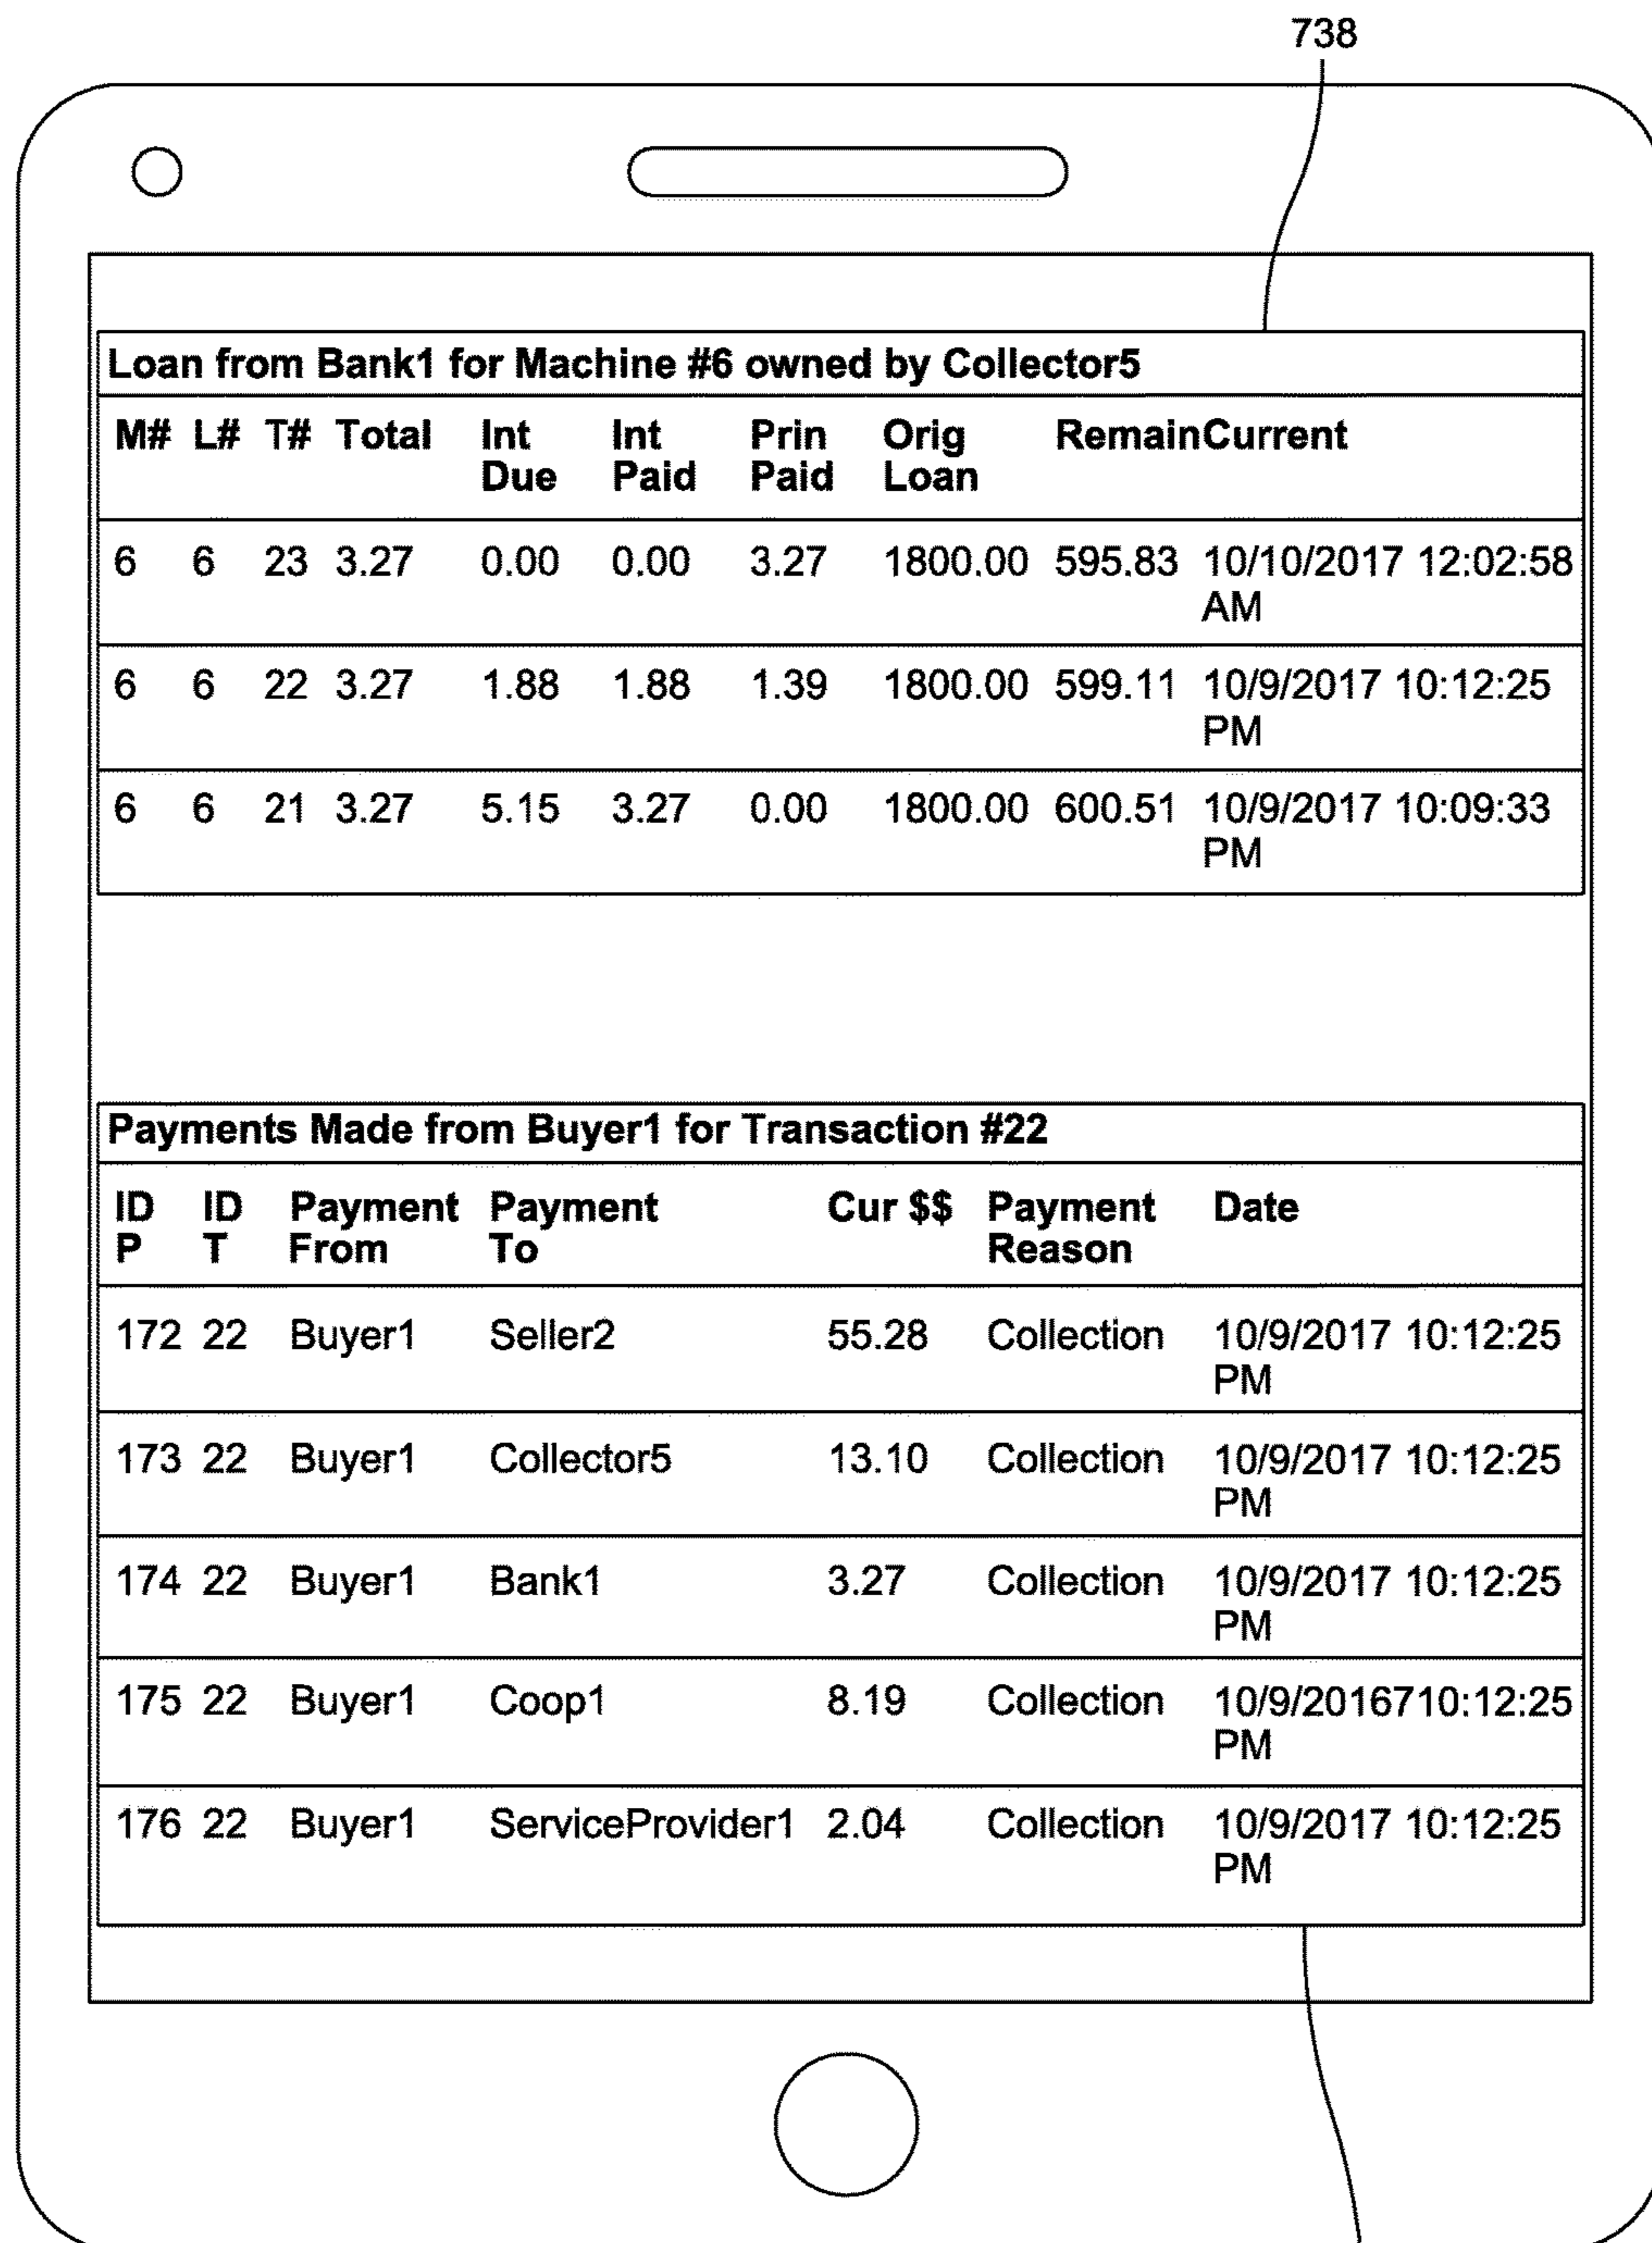 738
Loan from Bank1 for Machine #6 owned by Collector5
M# L# T# Total Int Due Int Paid Prin Paid Orig Loan RemainCurrent
6 6 23 3.27 0.00 0.00 3.27 1800.00 595.83 10/10/2017 12:02:58 AM
6 6 22 3.27 1.88 1.88 1.39 1800.00 599.11 10/9/2017 10:12:25 PM
6 6 21 3.27 5.15 3.27 0.00 1800.00 600.51 10/9/2017 10:09:33 PM
Payments Made from Buyer1 for Transaction #22
ID P ID T Payment From Payment To Cur $$ Payment Reason Date
172 22 Buyer1 Seller2 55.28 Collection 10/9/2017 10:12:25 PM
173 22 Buyer1 Collector5 13.10 Collection 10/9/2017 10:12:25 PM
174 22 Buyer1 Bank1 3.27 Collection 10/9/2017 10:12:25 PM
175 22 Buyer1 Coop1 8.19 Collection 10/9/2016710:12:25 PM
176 22 Buyer1 ServiceProvider1 2.04 Collection 10/9/2017 10:12:25 PM